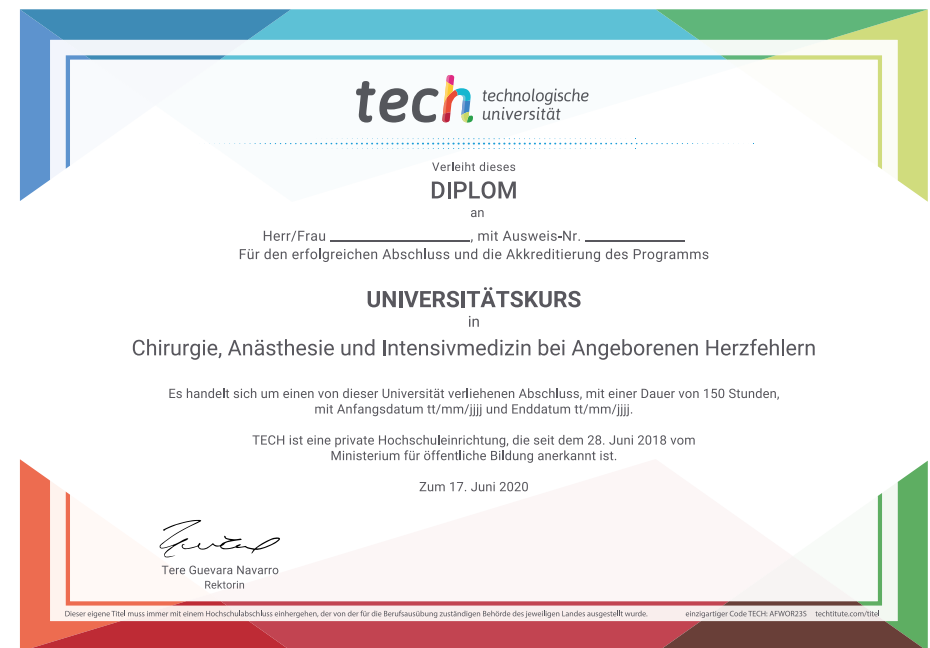 tech technologische
universität
Verleiht dieses
DIPLOM
an
Herr/Frau ____________________, mit Ausweis-Nr. ______________
Für den erfolgreichen Abschluss und die Akkreditierung des Programms
UNIVERSITÄTSKURS
in
Chirurgie, Anästhesie und Intensivmedizin bei Angeborenen Herzfehlern
Es handelt sich um einen von dieser Universität verliehenen Abschluss, mit einer Dauer von 150 Stunden,
mit Anfangsdatum tt/mm/jjjj und Enddatum tt/mm/jjjj.
TECH ist eine private Hochschuleinrichtung, die seit dem 28. Juni 2018 vom
Ministerium für öffentliche Bildung anerkannt ist.
Zum 17. Juni 2020
Tere Guevara Navarro
Rektorin
Dieser eigene Titel muss immer mit einem Hochschulabschluss einhergehen, der von der für die Berufsausübung zuständigen Behörde des jeweiligen Landes ausgestellt wurde. einzigartiger Code TECH: AFWOR23S techtitute.com/titel